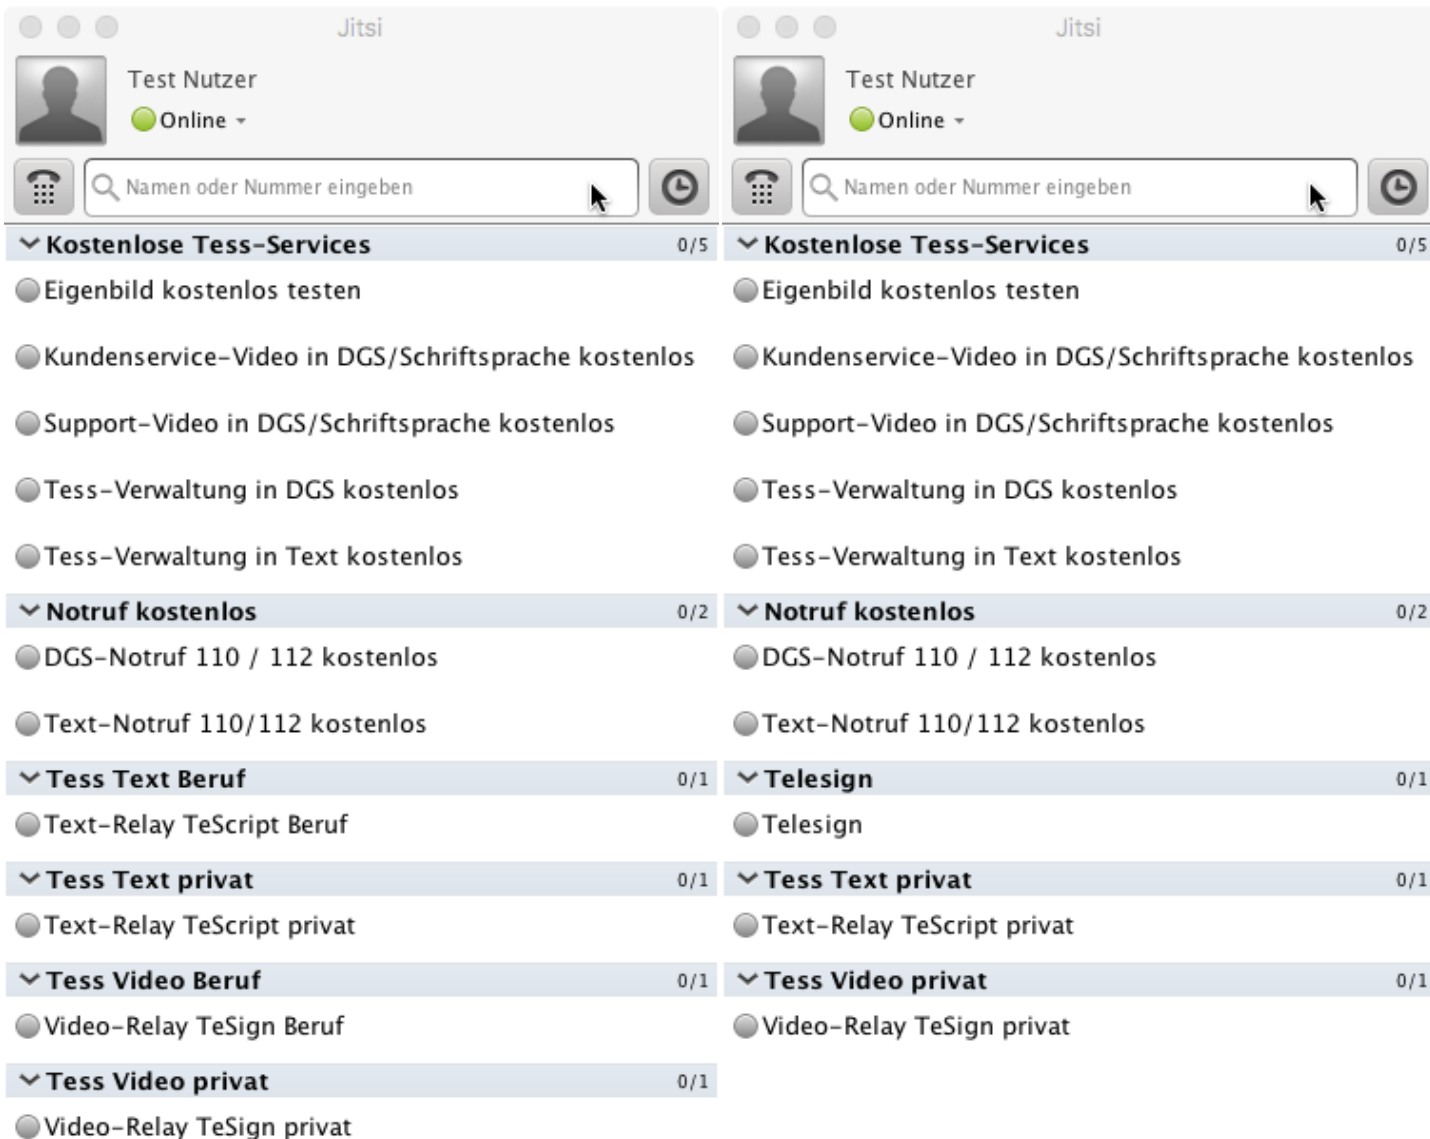 Jitsi
Test Nutzer
Online
Namen oder Nummer eingeben
Kostenlose Tess-Services 0/5
Eigenbild kostenlos testen
Kundenservice-Video in DGS/Schriftsprache kostenlos
Support-Video in DGS/Schriftsprache kostenlos
Tess-Verwaltung in DGS kostenlos
Tess-Verwaltung in Text kostenlos
Notruf kostenlos 0/2
DGS-Notruf 110 / 112 kostenlos
Text-Notruf 110/112 kostenlos
Tess Text Beruf 0/1
Text-Relay TeScript Beruf
Tess Text privat 0/1
Text-Relay TeScript privat
Tess Video Beruf 0/1
Video-Relay TeSign Beruf
Tess Video privat 0/1
Video-Relay TeSign privat
Jitsi
Test Nutzer
Online
Namen oder Nummer eingeben
Kostenlose Tess-Services 0/5
Eigenbild kostenlos testen
Kundenservice-Video in DGS/Schriftsprache kostenlos
Support-Video in DGS/Schriftsprache kostenlos
Tess-Verwaltung in DGS kostenlos
Tess-Verwaltung in Text kostenlos
Notruf kostenlos 0/2
DGS-Notruf 110 / 112 kostenlos
Text-Notruf 110/112 kostenlos
Telesign 0/1
Telesign
Tess Text privat 0/1
Text-Relay TeScript privat
Tess Video privat 0/1
Video-Relay TeSign privat